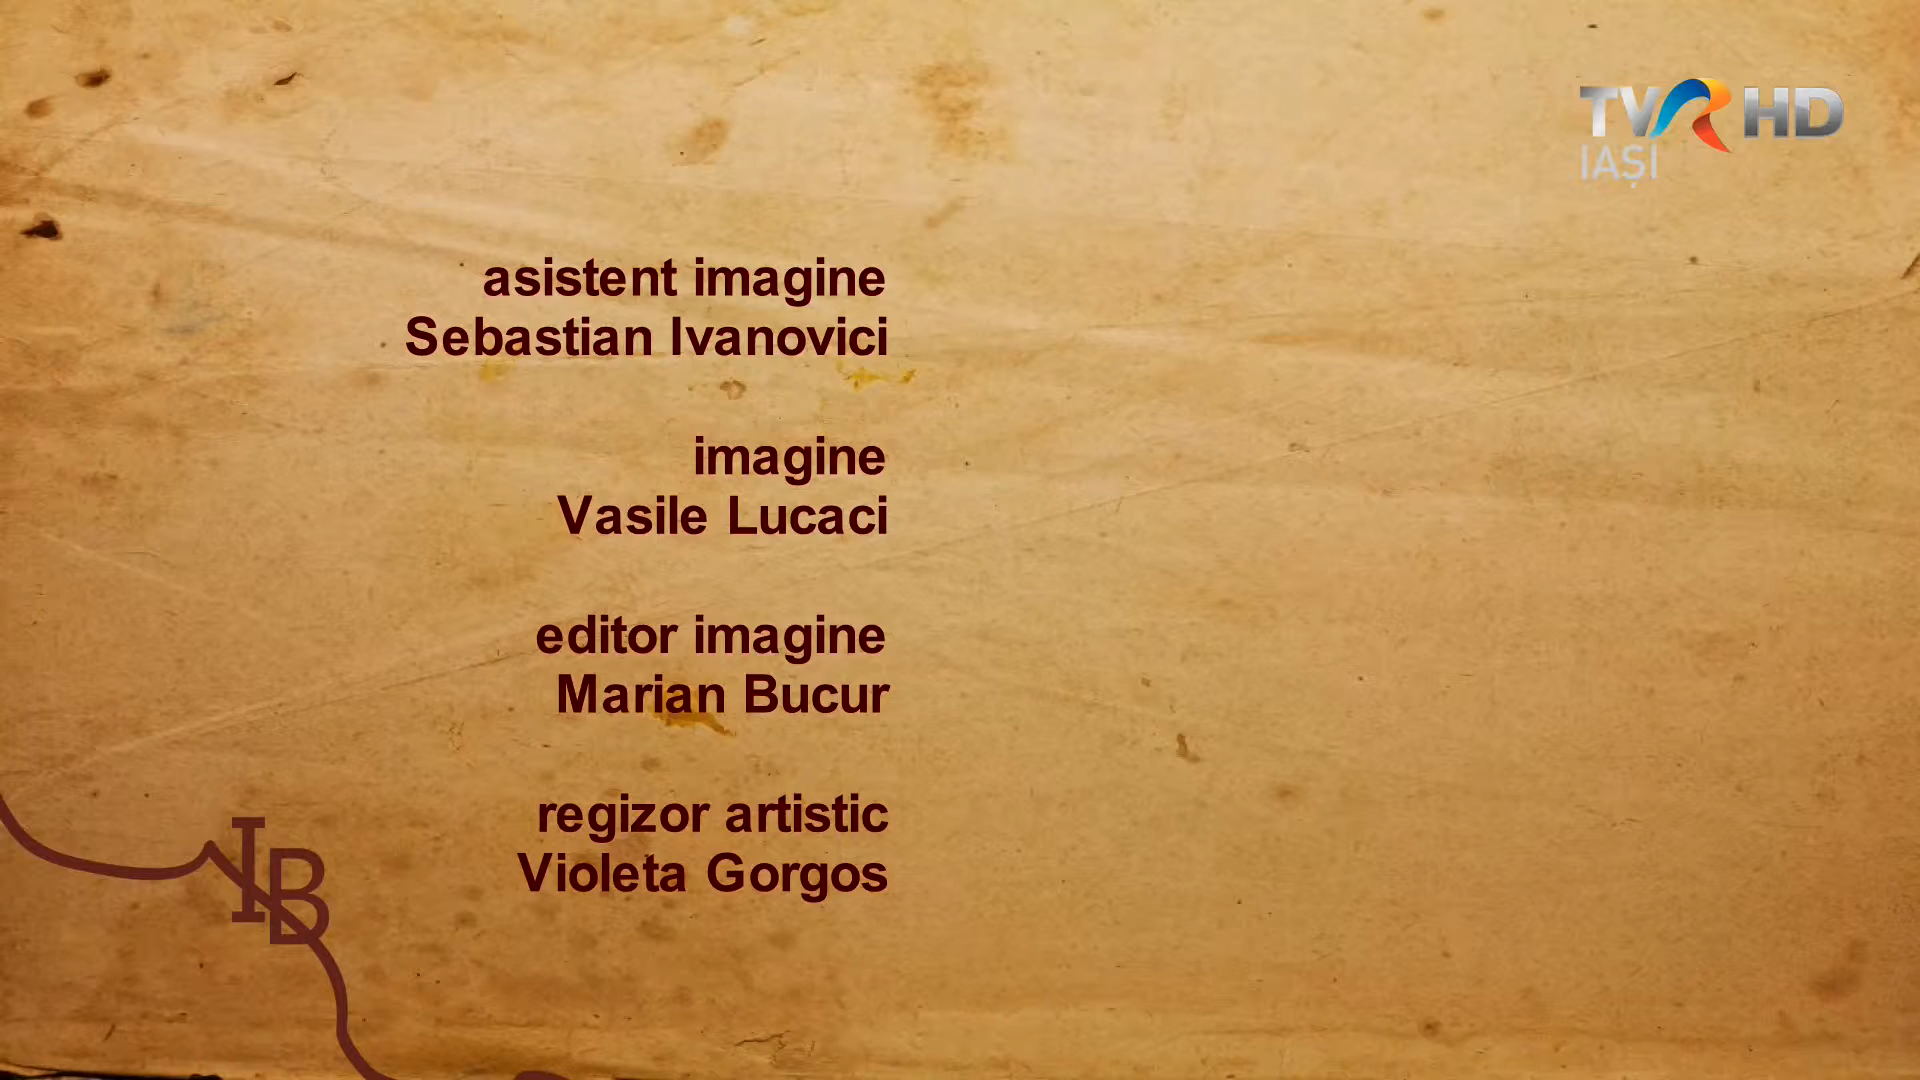 TVR HD
IAȘI
asistent imagine
Sebastian Ivanovici
imagine
Vasile Lucaci
editor imagine
Marian Bucur
regizor artistic
Violeta Gorgos
IB